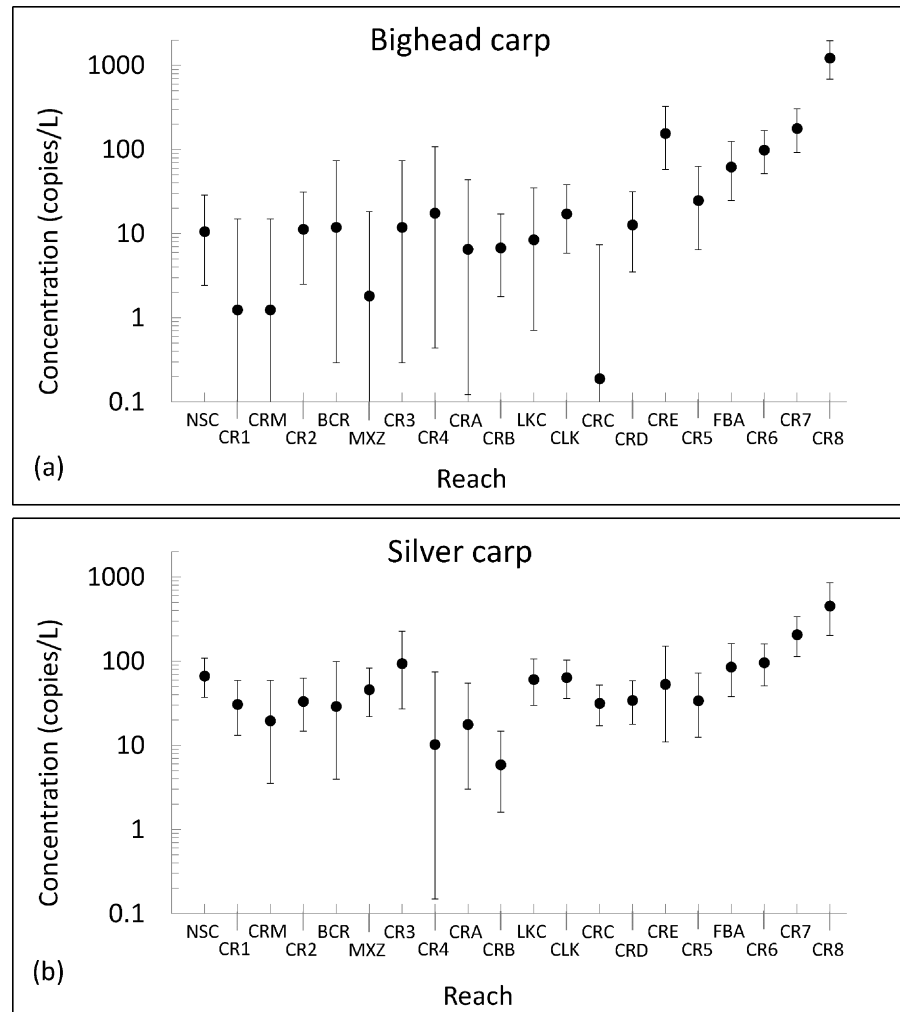 Bighead carp
Concentration (copies/L)
1000
100
10
1
0.1
NSC CRM BCR CR3 CRA LKC CRC CRE FBA CR7
CR1 CR2 MXZ CR4 CRB CLK CRD CR5 CR6 CR8
(a)
Reach
Silver carp
Concentration (copies/L)
1000
100
10
1
0.1
NSC CRM BCR CR3 CRA LKC CRC CRE FBA CR7
CR1 CR2 MXZ CR4 CRB CLK CRD CR5 CR6 CR8
(b)
Reach